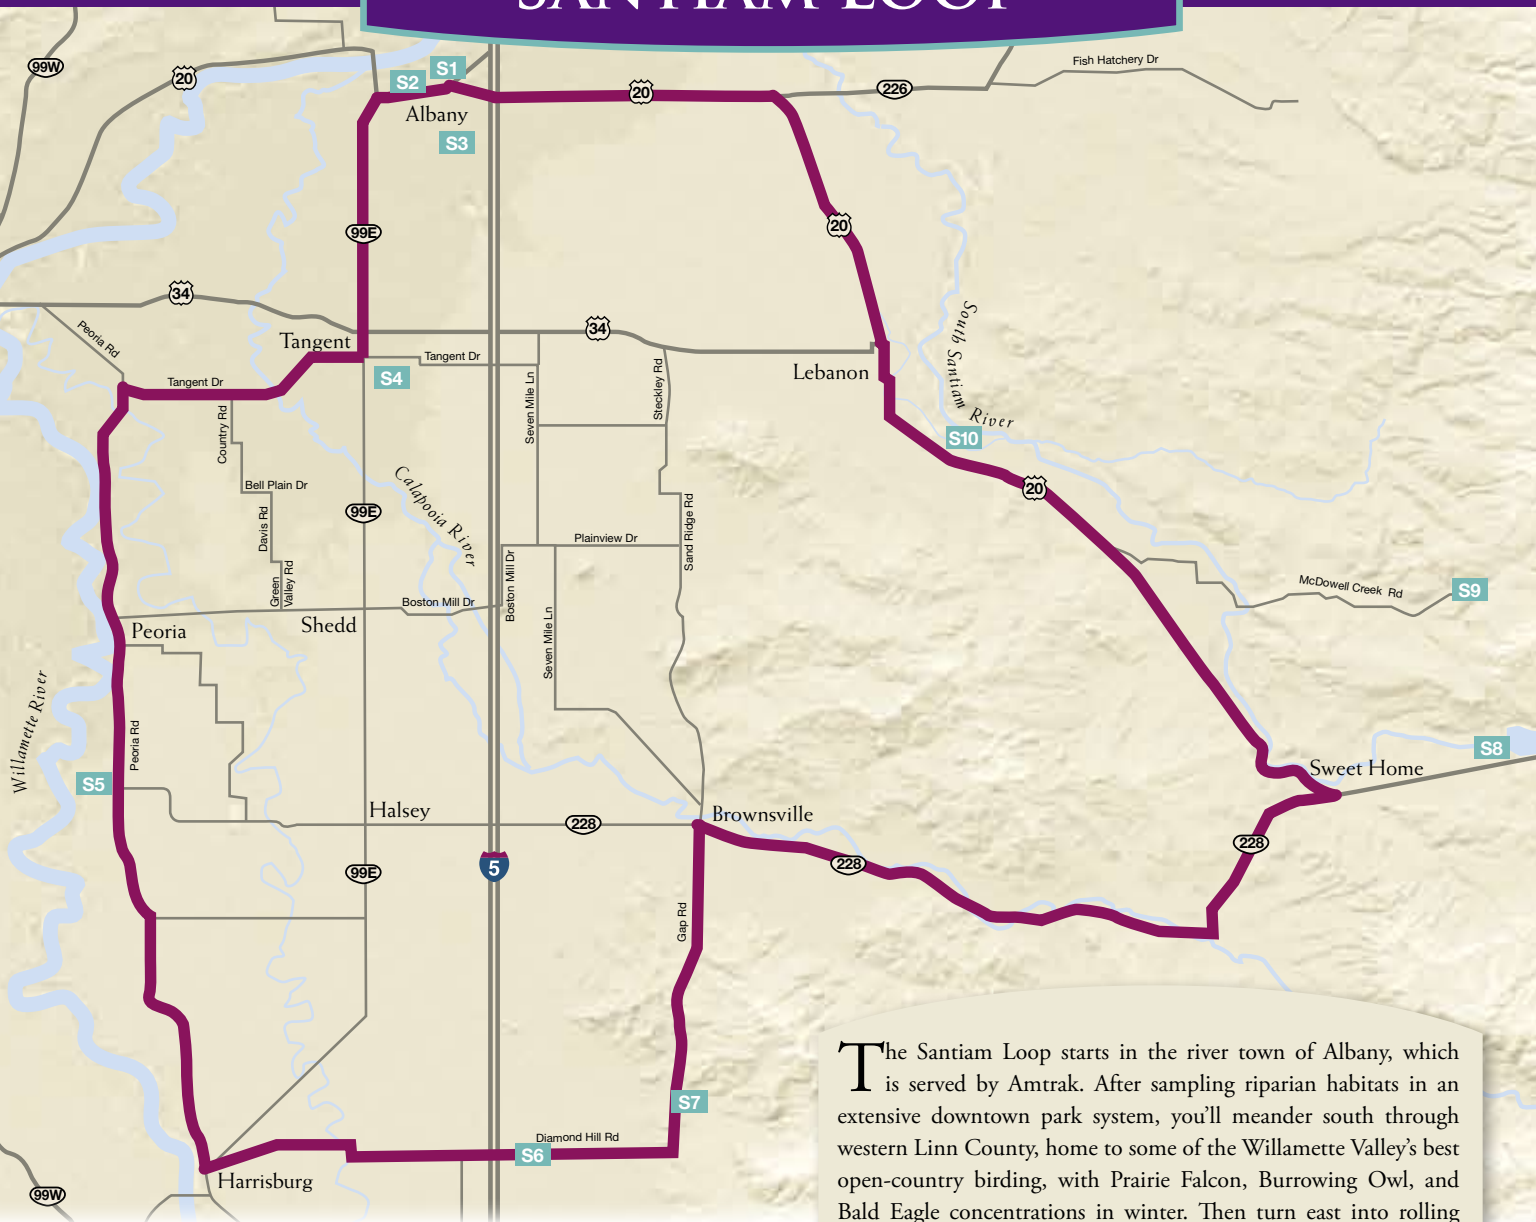 SANTIAM LOOP
99W
20
S2
S1
Albany
S3
20
226
Fish Hatchery Dr
99E
20
34
Peoria Rd
Tangent
Tangent Dr
S4
34
Steckley Rd
Seven Mile Ln
Lebanon
South Santiam River
S10
20
Tangent Dr
Country Rd
Bell Plain Dr
Davis Rd
Green
Valley Rd
99E
Calapooia River
Plainview Dr
Sand Ridge Rd
Boston Mill Dr
Boston Mill Dr
Seven Mile Ln
McDowell Creek Rd
S9
Peoria
Shedd
Willamette River
Peoria Rd
S5
Halsey
228
Brownsville
Sweet Home
S8
228
228
5
99E
Gap Rd
S7
Diamond Hill Rd
S6
Harrisburg
99W
The Santiam Loop starts in the river town of Albany, which
is served by Amtrak. After sampling riparian habitats in an
extensive downtown park system, you’ll meander south through
western Linn County, home to some of the Willamette Valley’s best
open-country birding, with Prairie Falcon, Burrowing Owl, and
Bald Eagle concentrations in winter. Then turn east into rolling